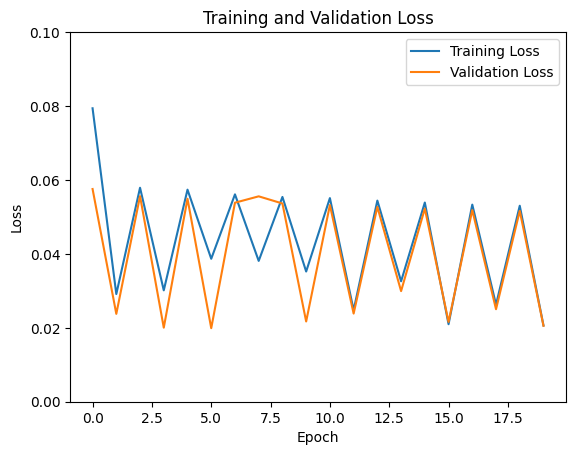 Training and Validation Loss
Training Loss
Validation Loss
0.10
0.08
0.06
0.04
0.02
0.00
Loss
0.0 2.5 5.0 7.5 10.0 12.5 15.0 17.5
Epoch